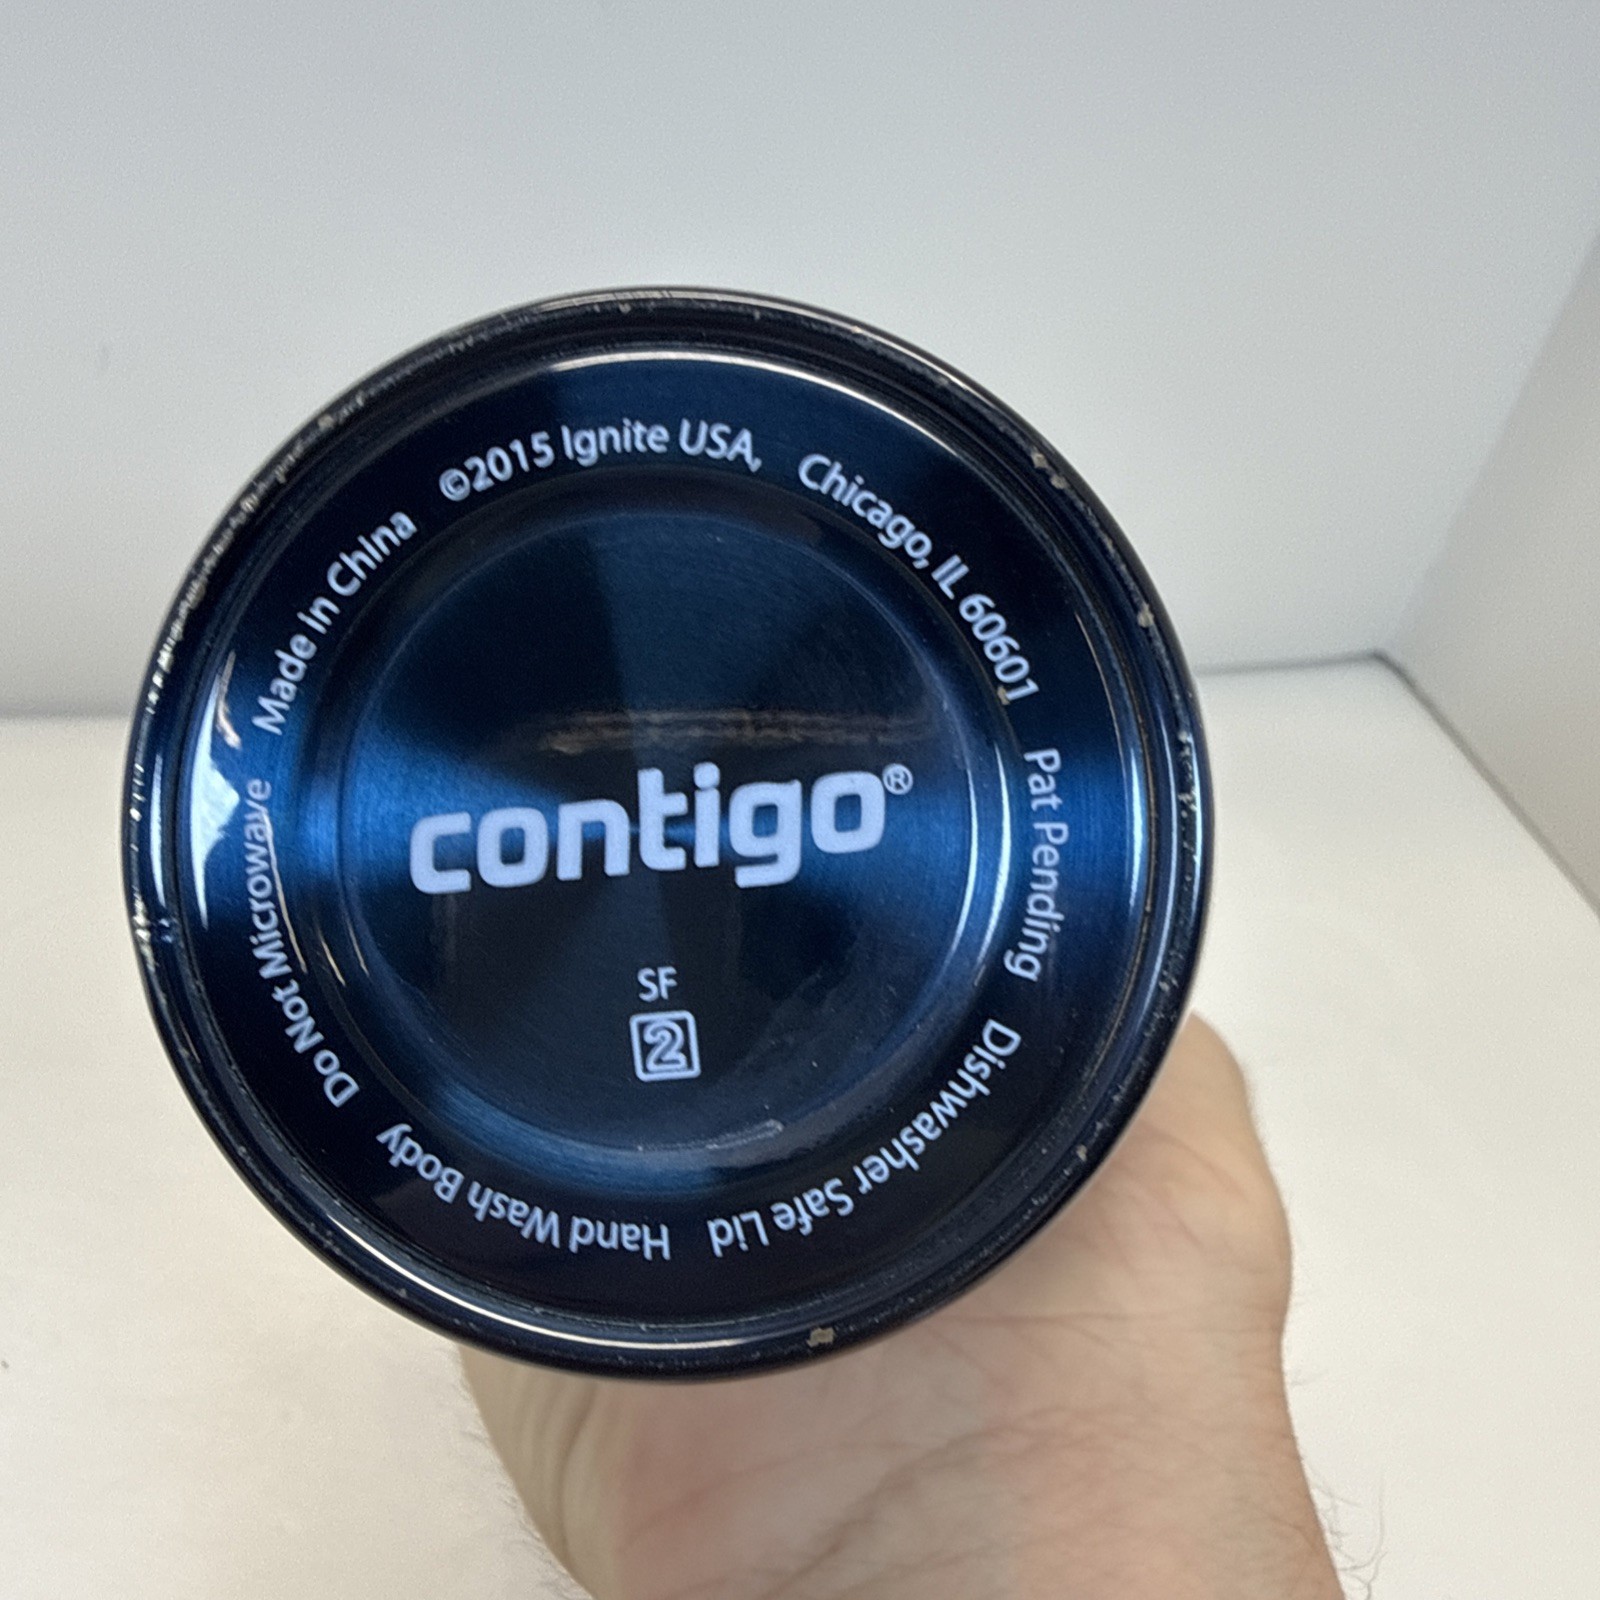 ©2015 Ignite USA, Chicago, IL 60601 Pat Pending Dishwasher Safe Lid Hand Wash Body Do Not Microwave Made in China
contigo®
SF
2